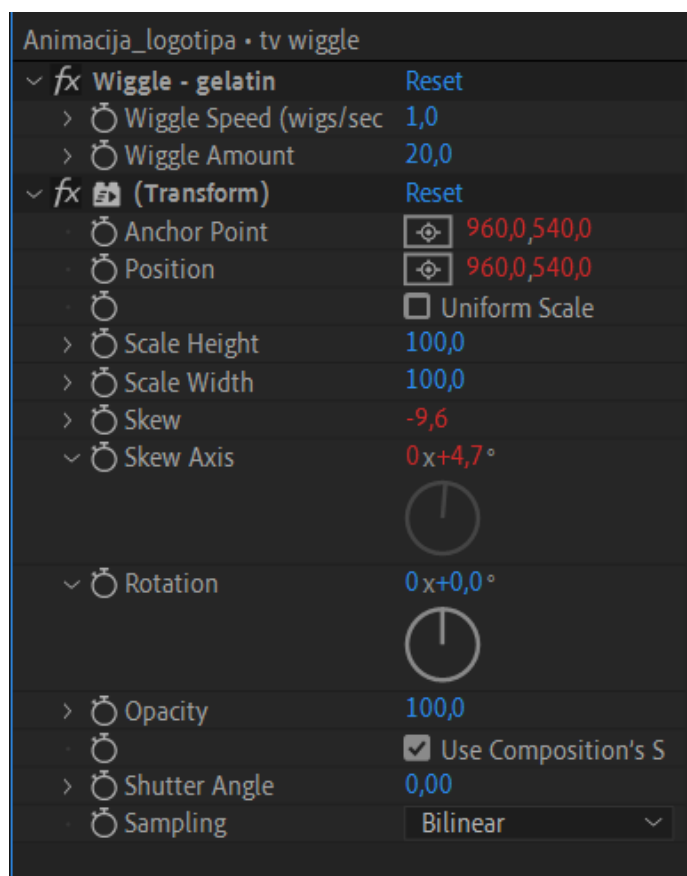 Animacija_logotipa • tv wiggle
fx Wiggle - gelatin Reset
Wiggle Speed (wigs/sec 1,0
Wiggle Amount 20,0
fx (Transform) Reset
Anchor Point 960,0,540,0
Position 960,0,540,0
Uniform Scale
Scale Height 100,0
Scale Width 100,0
Skew -9,6
Skew Axis 0x+4,7°
Rotation 0x+0,0°
Opacity 100,0
Use Composition's S
Shutter Angle 0,00
Sampling Bilinear